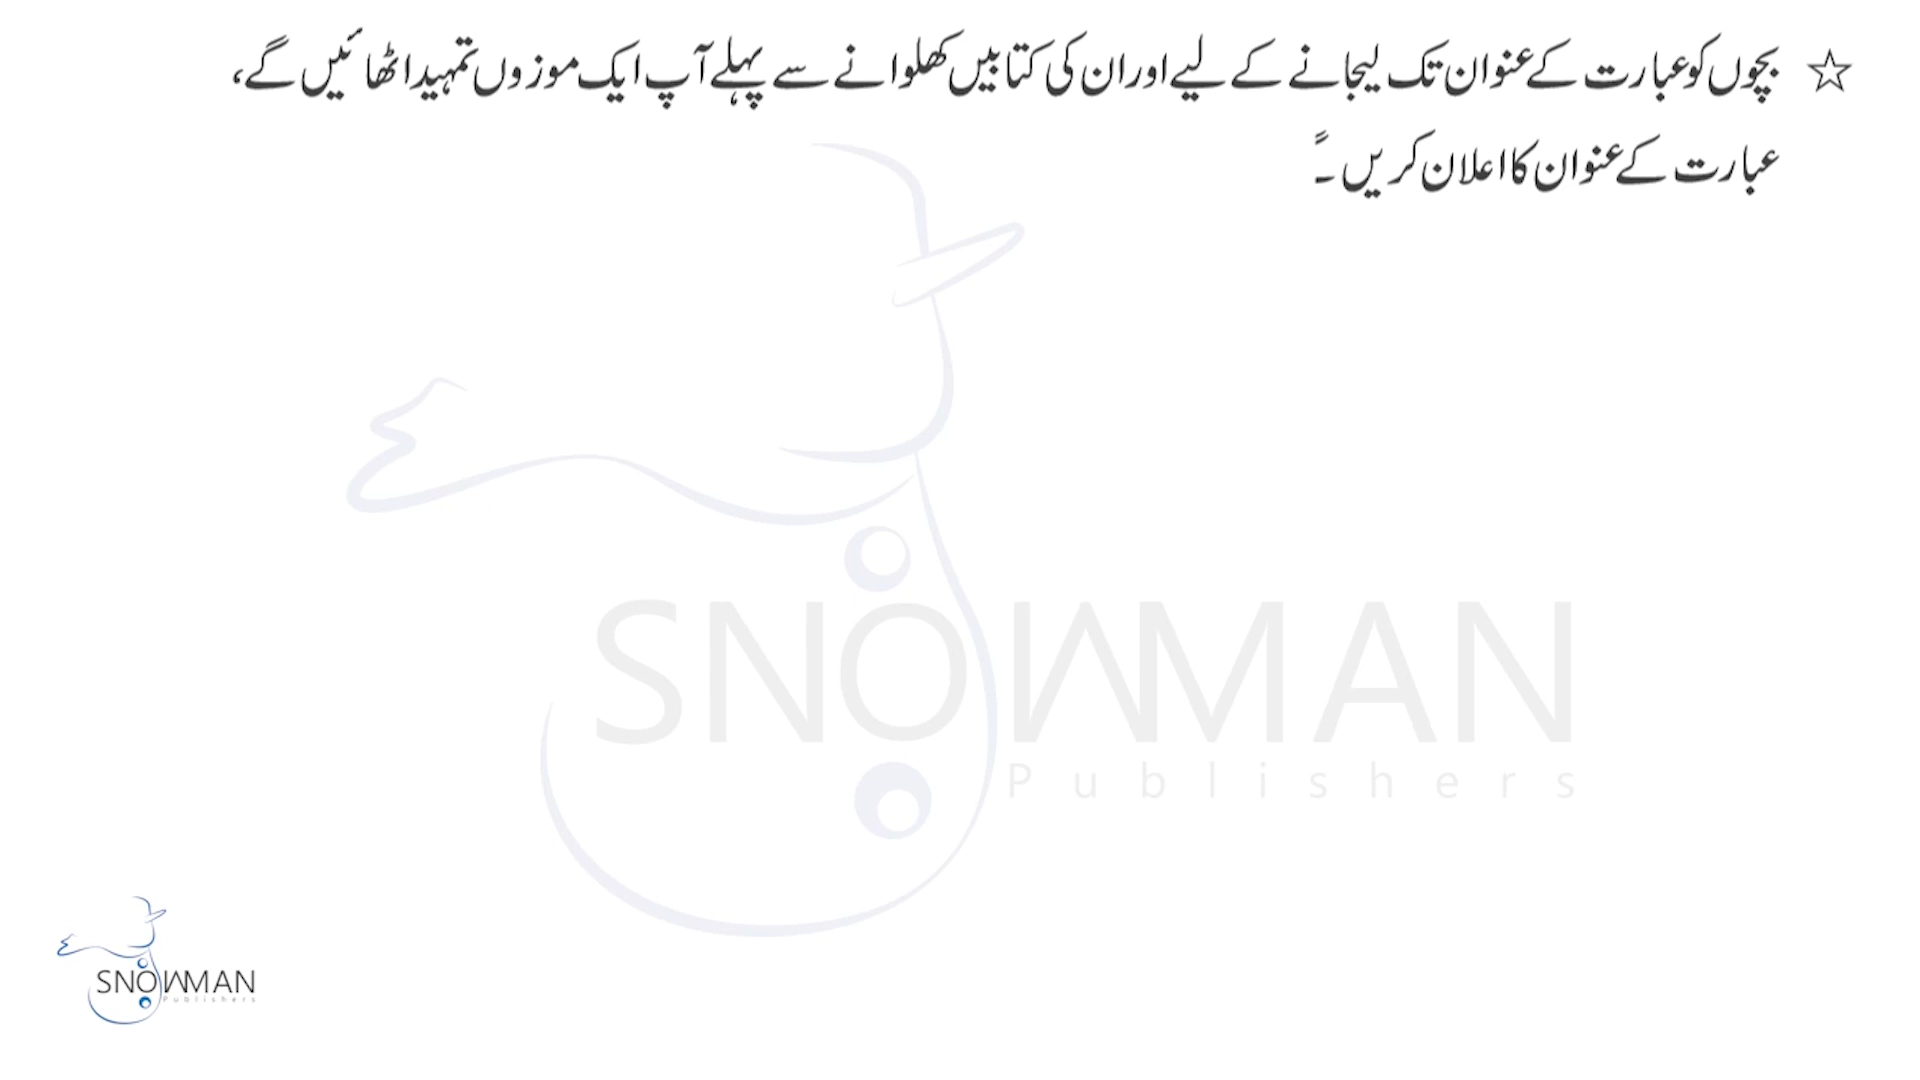 ☆ بچوں کو عبارت کے عنوان تک لیجانے کے لیے اور ان کی کتابیں کھلوانے سے پہلے آپ ایک موزوں تمہید اٹھائیں گے،
عبارت کے عنوان کا اعلان کریں ۔ً
SNOWMAN
Publishers
SNOWMAN
Publishers